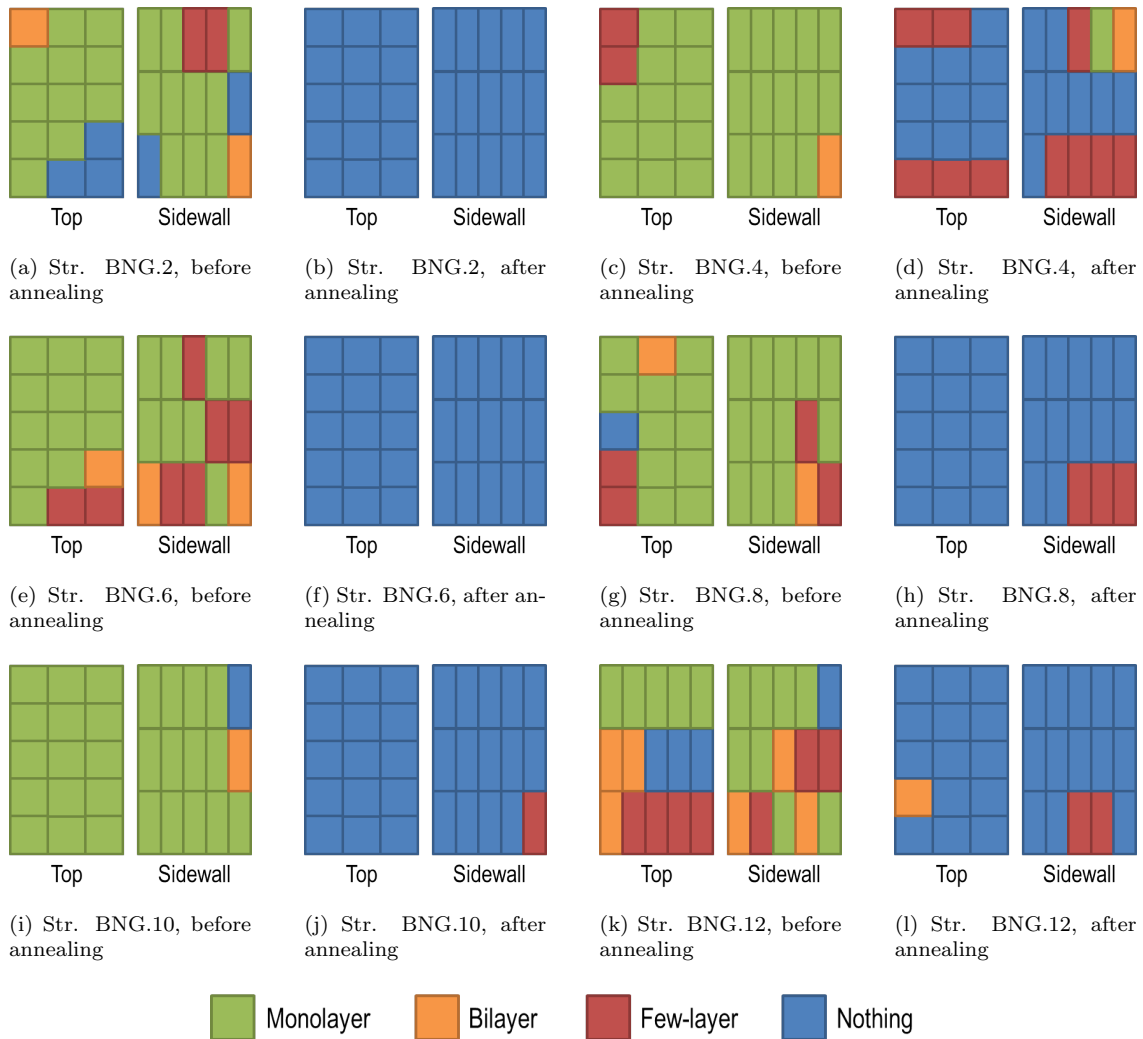 Top Sidewall Top Sidewall Top Sidewall Top Sidewall
(a) Str. BNG.2, before
annealing
(b) Str. BNG.2, after
annealing
(c) Str. BNG.4, before
annealing
(d) Str. BNG.4, after
annealing
Top Sidewall Top Sidewall Top Sidewall Top Sidewall
(e) Str. BNG.6, before
annealing
(f) Str. BNG.6, after an-
nealing
(g) Str. BNG.8, before
annealing
(h) Str. BNG.8, after
annealing
Top Sidewall Top Sidewall Top Sidewall Top Sidewall
(i) Str. BNG.10, before
annealing
(j) Str. BNG.10, after
annealing
(k) Str. BNG.12, before
annealing
(l) Str. BNG.12, after
annealing
Monolayer Bilayer Few-layer Nothing